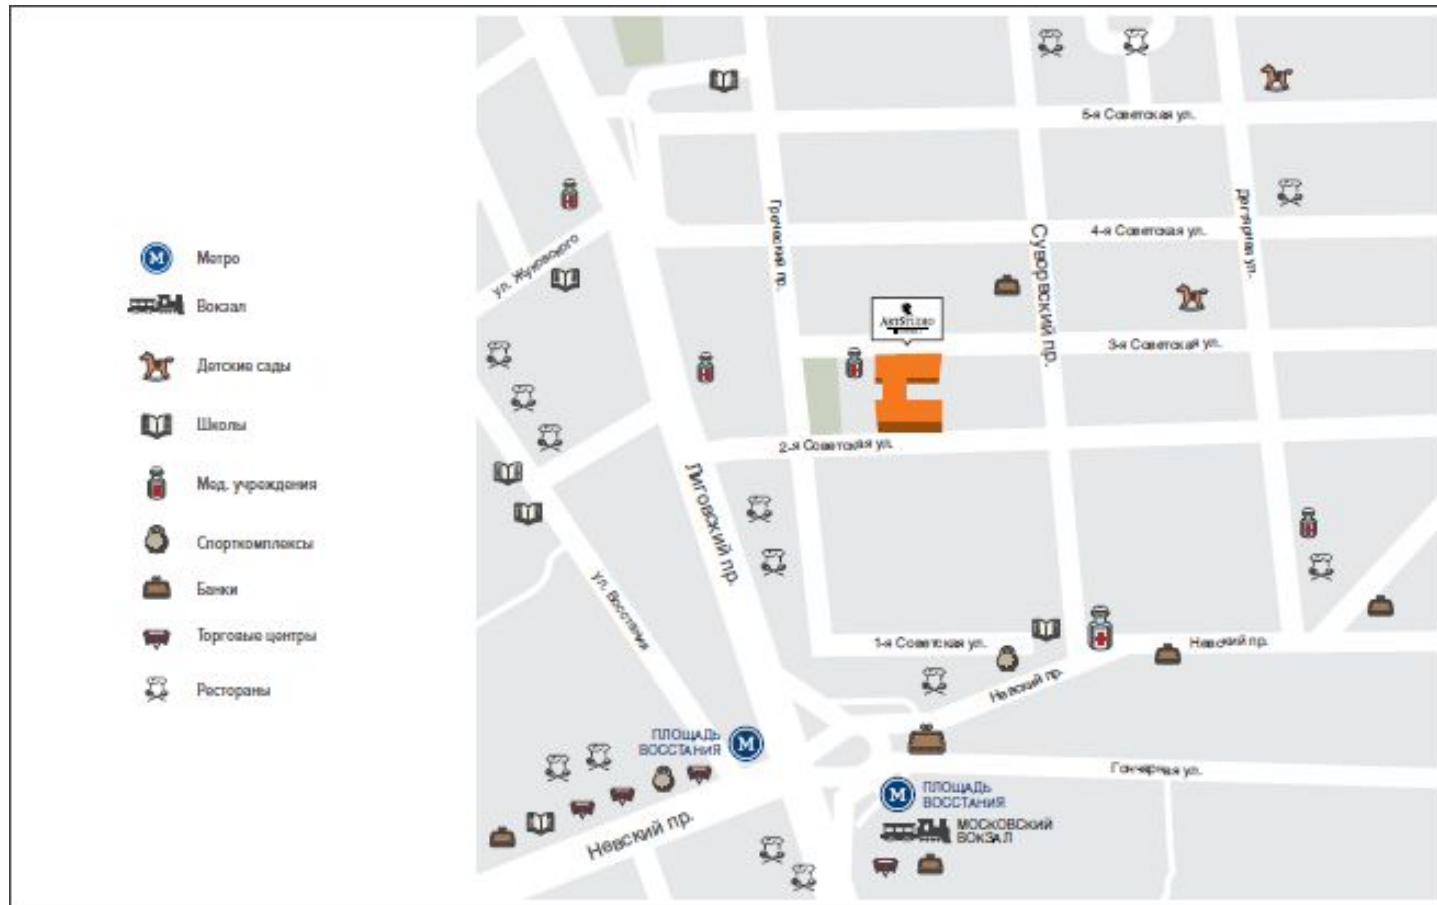 Метро
Вокзал
Детские сады
Школы
Мед. учреждения
Спорткомплексы
Банки
Торговые центры
Рестораны
5-я Советская ул.
Греческий пр.
Дегтярная ул.
4-я Советская ул.
Суворвский пр.
ул. Жуковского
ARTSTUDIO
3-я Советская ул.
2-я Советская ул.
Лиговский пр.
ул. Восстания
1-я Советская ул.
Невский пр.
Невский пр.
ПЛОЩАДЬ
ВОССТАНИЯ
М
Гончарная ул.
М
ПЛОЩАДЬ
ВОССТАНИЯ
МОСКОВСКИЙ
ВОКЗАЛ
Невский пр.